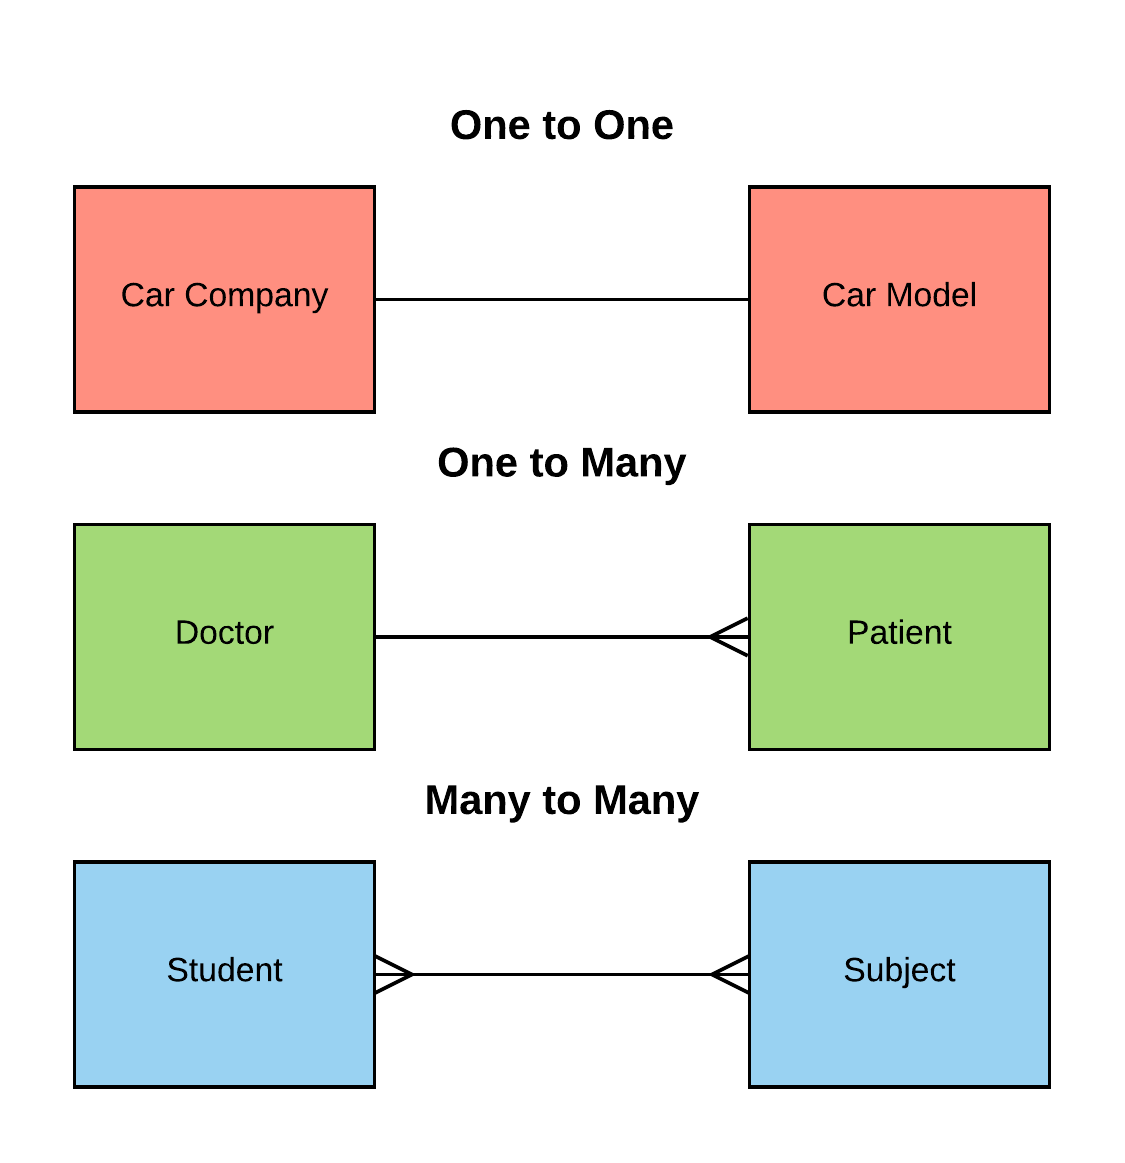 One to One
Car Company
Car Model
One to Many
Doctor
Patient
Many to Many
Student
Subject